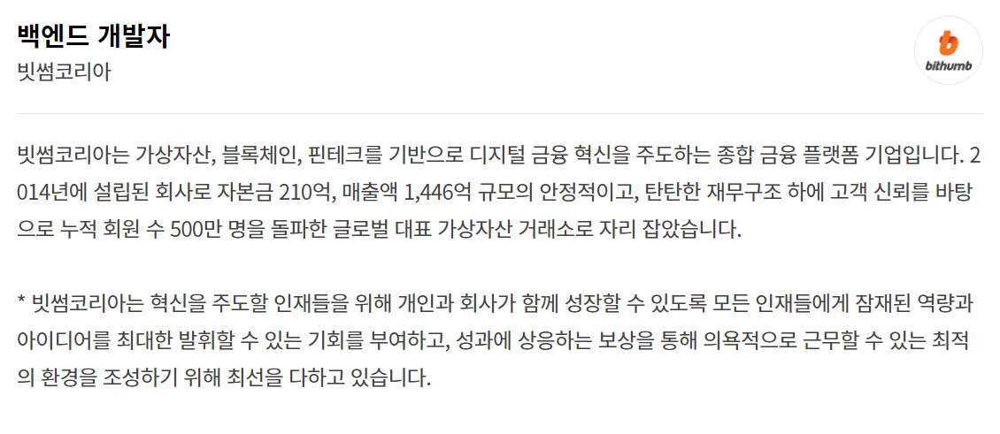 백엔드 개발자
빗썸코리아
bithumb
빗썸코리아는 가상자산, 블록체인, 핀테크를 기반으로 디지털 금융 혁신을 주도하는 종합 금융 플랫폼 기업입니다. 2
014년에 설립된 회사로 자본금 210억, 매출액 1,446억 규모의 안정적이고, 탄탄한 재무구조 하에 고객 신뢰를 바탕
으로 누적 회원 수 500만 명을 돌파한 글로벌 대표 가상자산 거래소로 자리 잡았습니다.
* 빗썸코리아는 혁신을 주도할 인재들을 위해 개인과 회사가 함께 성장할 수 있도록 모든 인재들에게 잠재된 역량과
아이디어를 최대한 발휘할 수 있는 기회를 부여하고, 성과에 상응하는 보상을 통해 의욕적으로 근무할 수 있는 최적
의 환경을 조성하기 위해 최선을 다하고 있습니다.